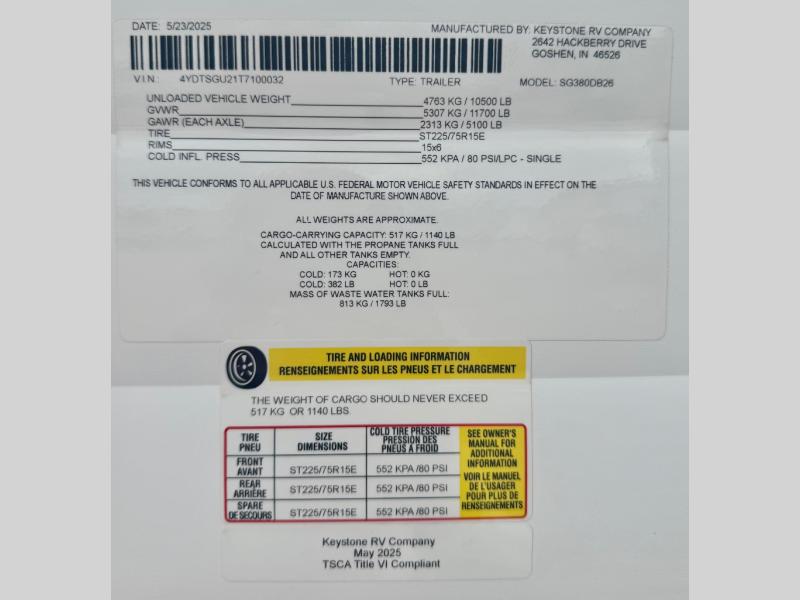 DATE: 5/23/2025
MANUFACTURED BY: KEYSTONE RV COMPANY
2642 HACKBERRY DRIVE
GOSHEN, IN 46526
V.I.N.: 4YDTSGU21T7100032 TYPE: TRAILER MODEL: SG380DB26
UNLOADED VEHICLE WEIGHT 4763 KG / 10500 LB
GVWR 5307 KG / 11700 LB
GAWR (EACH AXLE) 2313 KG / 5100 LB
TIRE ST225/75R15E
RIMS 15x6
COLD INFL. PRESS 552 KPA / 80 PSI/LPC - SINGLE
THIS VEHICLE CONFORMS TO ALL APPLICABLE U.S. FEDERAL MOTOR VEHICLE SAFETY STANDARDS IN EFFECT ON THE
DATE OF MANUFACTURE SHOWN ABOVE.
ALL WEIGHTS ARE APPROXIMATE.
CARGO-CARRYING CAPACITY: 517 KG / 1140 LB
CALCULATED WITH THE PROPANE TANKS FULL
AND ALL OTHER TANKS EMPTY.
CAPACITIES:
COLD: 173 KG HOT: 0 KG
COLD: 382 LB HOT: 0 LB
MASS OF WASTE WATER TANKS FULL:
813 KG / 1793 LB
TIRE AND LOADING INFORMATION
RENSEIGNEMENTS SUR LES PNEUS ET LE CHARGEMENT
THE WEIGHT OF CARGO SHOULD NEVER EXCEED
517 KG OR 1140 LBS.
TIRE
PNEU
SIZE
DIMENSIONS
COLD TIRE PRESSURE
PRESSION DES
PNEUS A FROID
FRONT
AVANT
ST225/75R15E
552 KPA /80 PSI
REAR
ARRIÈRE
ST225/75R15E
552 KPA /80 PSI
SPARE
DE SECOURS
ST225/75R15E
552 KPA /80 PSI
SEE OWNER'S
MANUAL FOR
ADDITIONAL
INFORMATION
VOIR LE MANUEL
DE L'USAGER
POUR PLUS DE
RENSEIGNEMENTS
Keystone RV Company
May 2025
TSCA Title VI Compliant